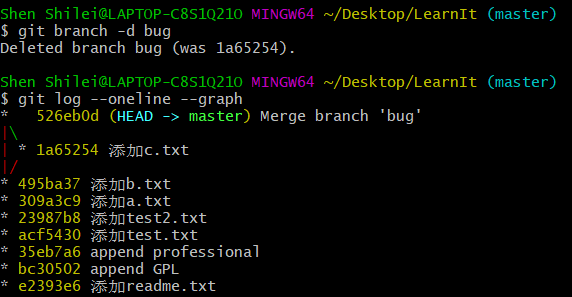 Shen Shilei@LAPTOP-C8S1Q21O MINGW64 ~/Desktop/LearnIt (master)
$ git branch -d bug
Deleted branch bug (was 1a65254).
Shen Shilei@LAPTOP-C8S1Q21O MINGW64 ~/Desktop/LearnIt (master)
$ git log --oneline --graph
*   526eb0d (HEAD -> master) Merge branch 'bug'
|\
| * 1a65254 添加c.txt
|/
* 495ba37 添加b.txt
* 309a3c9 添加a.txt
* 23987b8 添加test2.txt
* acf5430 添加test.txt
* 35eb7a6 append professional
* bc30502 append GPL
* e2393e6 添加readme.txt